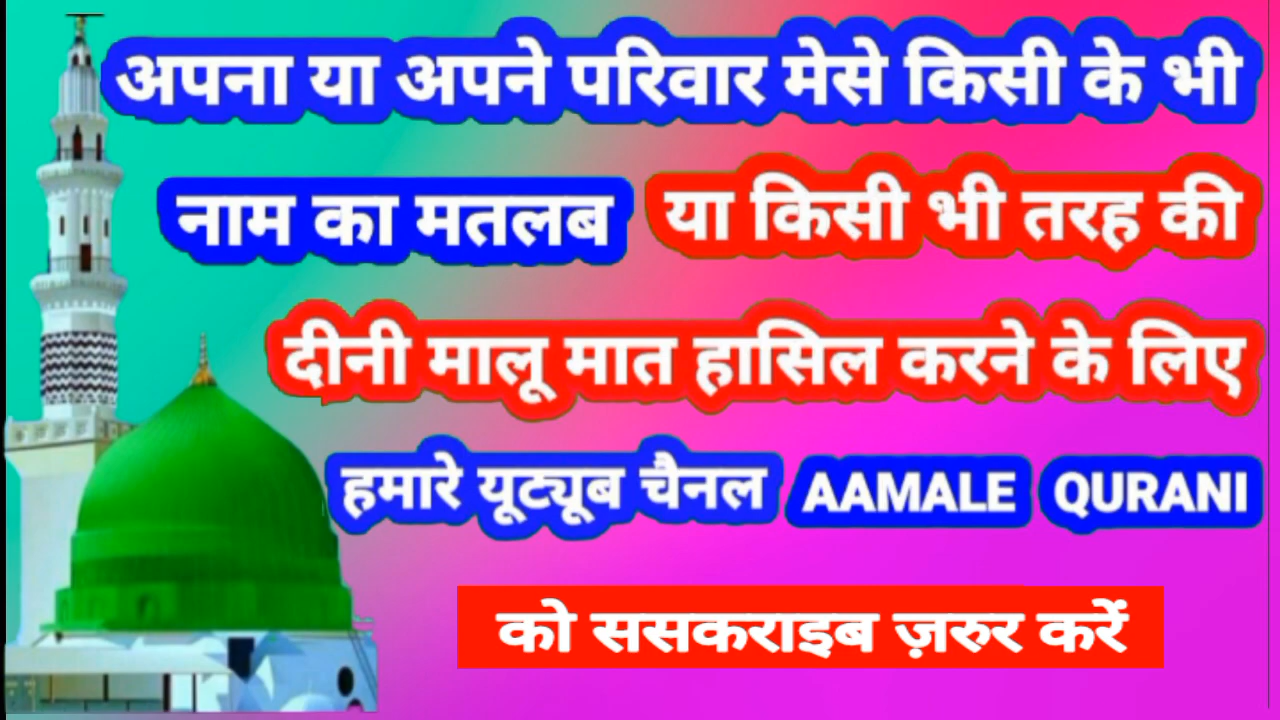 अपना या अपने परिवार मेसे किसी के भी
नाम का मतलब या किसी भी तरह की
दीनी मालू मात हासिल करने के लिए
हमारे यूट्यूब चैनल AAMALE QURANI
को ससकराइब ज़रुर करें